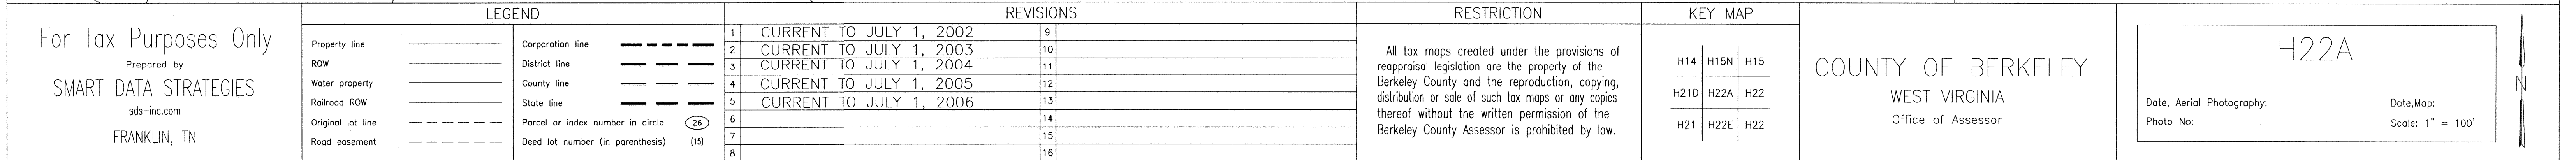 For Tax Purposes Only
Prepared by
SMART DATA STRATEGIES
sds-inc.com
FRANKLIN, TN
LEGEND
Property line
ROW
Water property
Railroad ROW
Original lot line
Road easement
Corporation line
District line
County line
State line
Parcel or index number in circle 26
Deed lot number (in parenthesis) (15)
REVISIONS
1 CURRENT TO JULY 1, 2002
2 CURRENT TO JULY 1, 2003
3 CURRENT TO JULY 1, 2004
4 CURRENT TO JULY 1, 2005
5 CURRENT TO JULY 1, 2006
6
7
8
9
10
11
12
13
14
15
16
RESTRICTION
All tax maps created under the provisions of
reappraisal legislation are the property of the
Berkeley County and the reproduction, copying,
distribution or sale of such tax maps or any copies
thereof without the written permission of the
Berkeley County Assessor is prohibited by law.
KEY MAP
H14 H15N H15
H21D H22A H22
H21 H22E H22
COUNTY OF BERKELEY
WEST VIRGINIA
Office of Assessor
H22A
Date, Aerial Photography:
Photo No:
Date,Map:
Scale: 1" = 100'
N